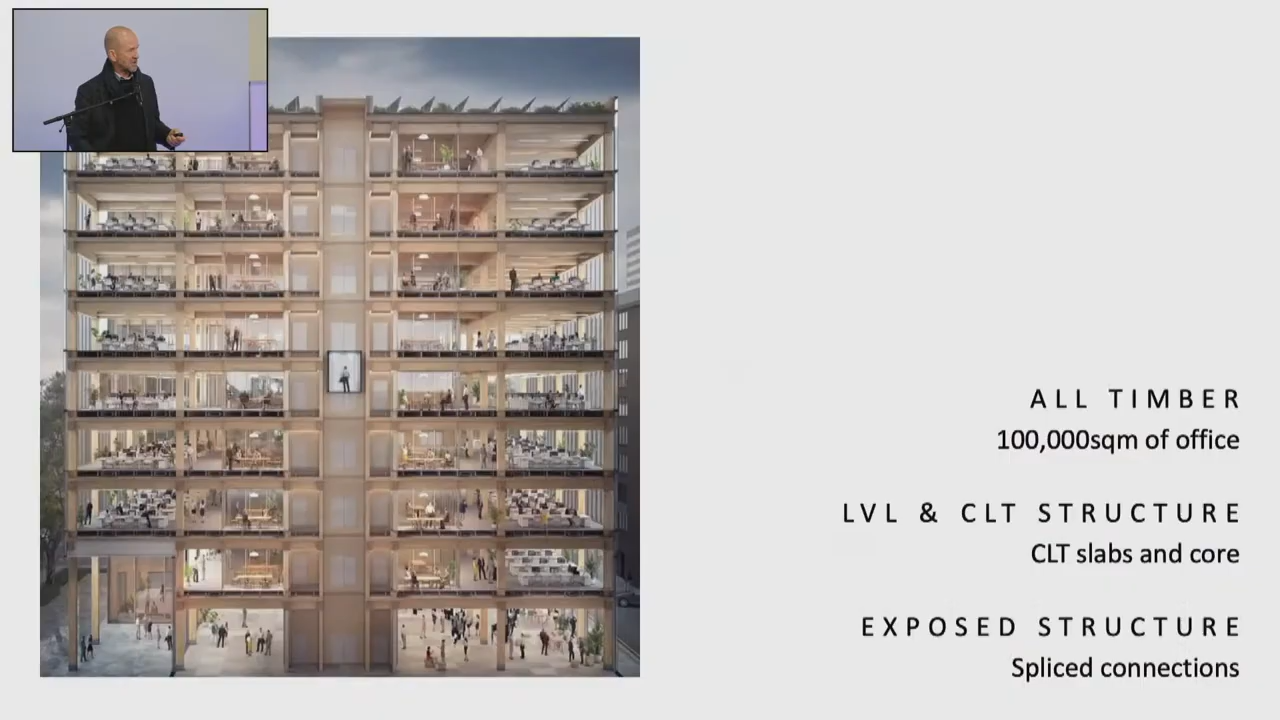 ALL TIMBER
100,000sqm of office
LVL & CLT STRUCTURE
CLT slabs and core
EXPOSED STRUCTURE
Spliced connections